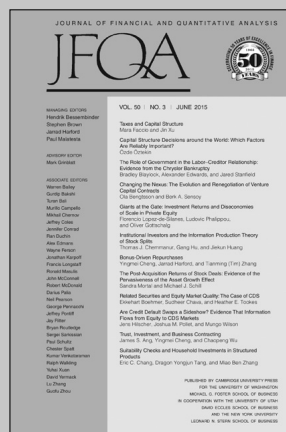 JOURNAL OF FINANCIAL AND QUANTITATIVE ANALYSIS
JFQA
50
YEARS
VOL. 50 | NO. 3 | JUNE 2015
MANAGING EDITORS
Hendrik Bessembinder
Stephen Brown
Jarrad Harford
Paul Malatesta
ADVISORY EDITOR
Mark Grinblatt
ASSOCIATE EDITORS
Warren Bailey
Gurdip Bakshi
Turan Bali
Murillo Campello
Mikhail Chernov
Jeffrey Coles
Jennifer Conrad
Ran Duchin
Alex Edmans
Wayne Ferson
Jonathan Karpoff
Francis Longstaff
Ronald Masulis
John McConnell
Robert McDonald
Darius Palia
Neil Pearson
George Pennacchi
Jeffrey Pontiff
Jay Ritter
Bryan Routledge
Sergei Sarkissian
Paul Schultz
Chester Spatt
Kumar Venkataraman
Ralph Walkling
Yuhai Xuan
David Yermack
Lu Zhang
Guofu Zhou
Taxes and Capital Structure
Mara Faccio and Jin Xu
Capital Structure Decisions around the World: Which Factors
Are Reliably Important?
Özde Öztekin
The Role of Government in the Labor–Creditor Relationship:
Evidence from the Chrysler Bankruptcy
Bradley Blaylock, Alexander Edwards, and Jared Stanfield
Changing the Nexus: The Evolution and Renegotiation of Venture
Capital Contracts
Ola Bengtsson and Berk A. Sensoy
Giants at the Gate: Investment Returns and Diseconomies
of Scale in Private Equity
Florencio Lopez-de-Silanes, Ludovic Phalippou,
and Oliver Gottschalg
Institutional Investors and the Information Production Theory
of Stock Splits
Thomas J. Chemmanur, Gang Hu, and Jiekun Huang
Bonus-Driven Repurchases
Yingmei Cheng, Jarrad Harford, and Tianming (Tim) Zhang
The Post-Acquisition Returns of Stock Deals: Evidence of the
Pervasiveness of the Asset Growth Effect
Sandra Mortal and Michael J. Schill
Related Securities and Equity Market Quality: The Case of CDS
Ekkehart Boehmer, Sudheer Chava, and Heather E. Tookes
Are Credit Default Swaps a Sideshow? Evidence That Information
Flows from Equity to CDS Markets
Jens Hilscher, Joshua M. Pollet, and Mungo Wilson
Trust, Investment, and Business Contracting
James S. Ang, Yingmei Cheng, and Chaopeng Wu
Suitability Checks and Household Investments in Structured
Products
Eric C. Chang, Dragon Yongjun Tang, and Miao Ben Zhang
PUBLISHED BY CAMBRIDGE UNIVERSITY PRESS
FOR THE UNIVERSITY OF WASHINGTON
MICHAEL G. FOSTER SCHOOL OF BUSINESS
IN COOPERATION WITH THE UNIVERSITY OF UTAH
DAVID ECCLES SCHOOL OF BUSINESS
AND THE NEW YORK UNIVERSITY
LEONARD N. STERN SCHOOL OF BUSINESS